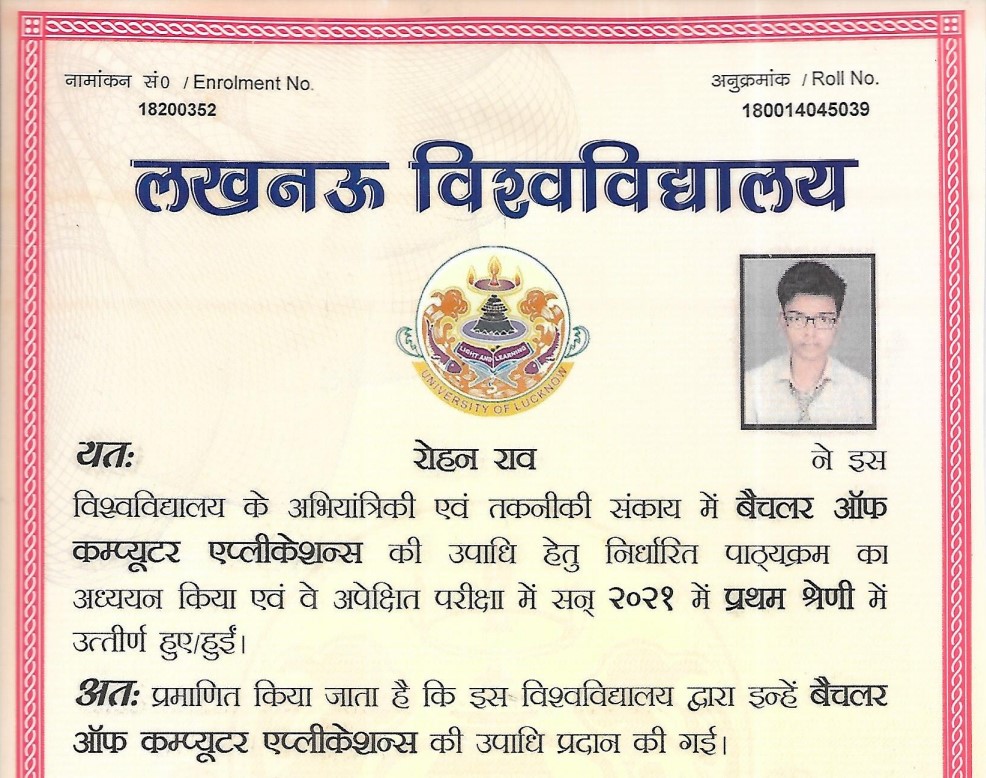 नामांकन सं0 / Enrolment No.
18200352
अनुक्रमांक / Roll No.
180014045039
लखनऊ विश्वविद्यालय
LIGHT AND LEARNING
UNIVERSITY OF LUCKNOW
यतः रोहन राव ने इस
विश्वविद्यालय के अभियांत्रिकी एवं तकनीकी संकाय में बैचलर ऑफ
कम्प्यूटर एप्लीकेशन्स की उपाधि हेतु निर्धारित पाठ्यक्रम का
अध्ययन किया एवं वे अपेक्षित परीक्षा में सन् २०२१ में प्रथम श्रेणी में
उत्तीर्ण हुए/हुईं।
अतः प्रमाणित किया जाता है कि इस विश्वविद्यालय द्वारा इन्हें बैचलर
ऑफ कम्प्यूटर एप्लीकेशन्स की उपाधि प्रदान की गई।